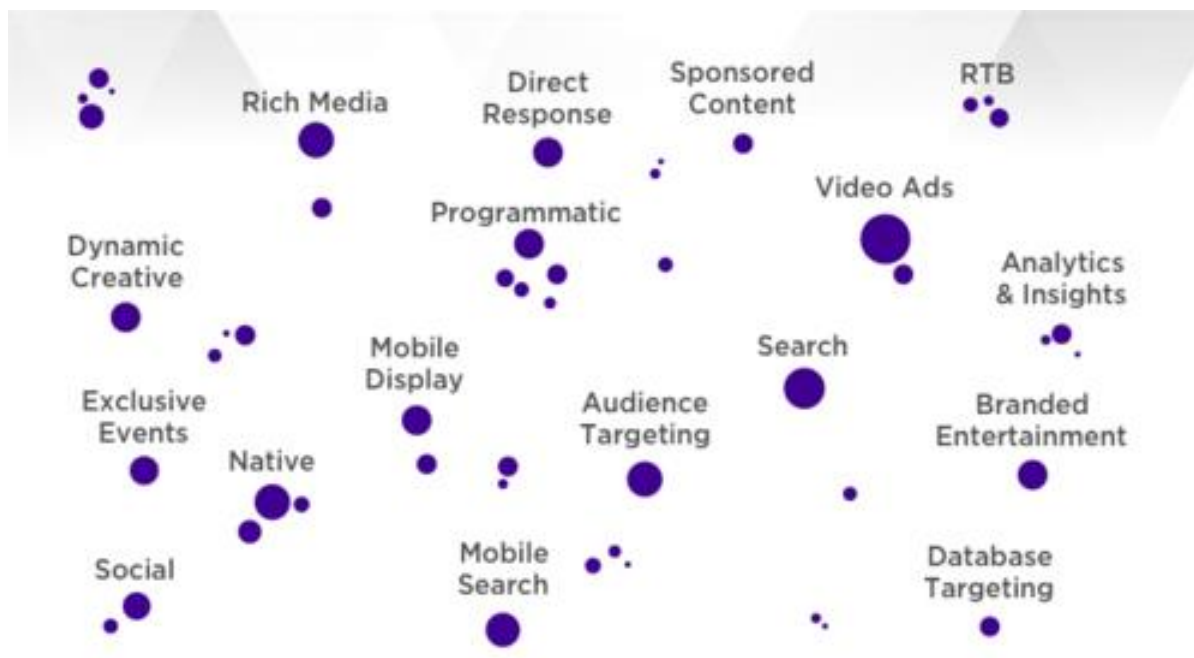 Rich Media
Direct
Response
Sponsored
Content
RTB
Video Ads
Programmatic
Dynamic
Creative
Analytics
& Insights
Mobile
Display
Search
Exclusive
Events
Audience
Targeting
Branded
Entertainment
Native
Social
Mobile
Search
Database
Targeting